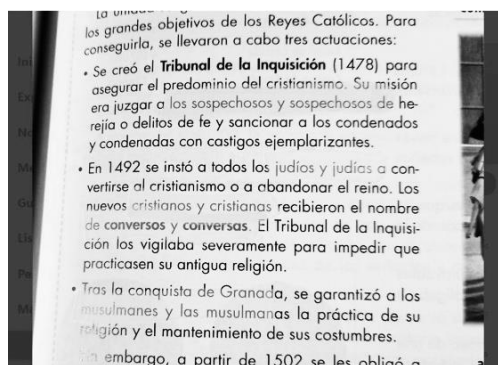 La
los grandes objetivos de los Reyes Católicos. Para
conseguirla, se llevaron a cabo tres actuaciones:
• Se creó el Tribunal de la Inquisición (1478) para
asegurar el predominio del cristianismo. Su misión
era juzgar a los sospechosos y sospechosos de he-
rejía o delitos de fe y sancionar a los condenados
y condenadas con castigos ejemplarizantes.
• En 1492 se instó a todos los judíos y judías a con-
vertirse al cristianismo o a abandonar el reino. Los
nuevos cristianos y cristianas recibieron el nombre
de conversos y conversas. El Tribunal de la Inquisi-
ción los vigilaba severamente para impedir que
practicasen su antigua religión.
• Tras la conquista de Granada, se garantizó a los
musulmanes y las musulmanas la práctica de su
religión y el mantenimiento de sus costumbres.
embargo, a partir de 1502 se les obligó a